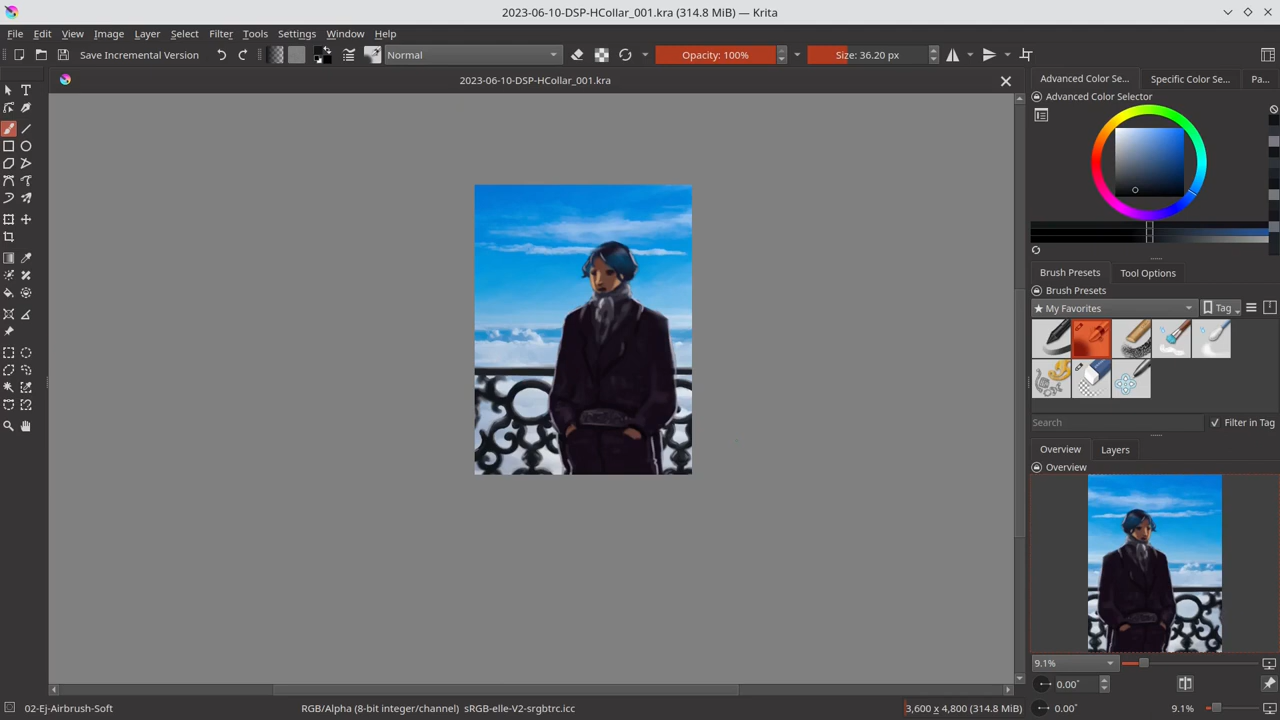 2023-06-10-DSP-HCollar_001.kra (314.8 MiB) — Krita
File Edit View Image Layer Select Filter Tools Settings Window Help
Save Incremental Version Normal Opacity: 100% Size: 36.20 px
2023-06-10-DSP-HCollar_001.kra
Advanced Color Se... Specific Color Se... Pa...
Advanced Color Selector
Brush Presets Tool Options
Brush Presets
★ My Favorites Tag
Search Filter in Tag
Overview Layers
Overview
9.1%
0.00°
02-Ej-Airbrush-Soft RGB/Alpha (8-bit integer/channel) sRGB-elle-V2-srgbtrc.icc 3,600 x 4,800 (314.8 MiB) 0.00° 9.1%